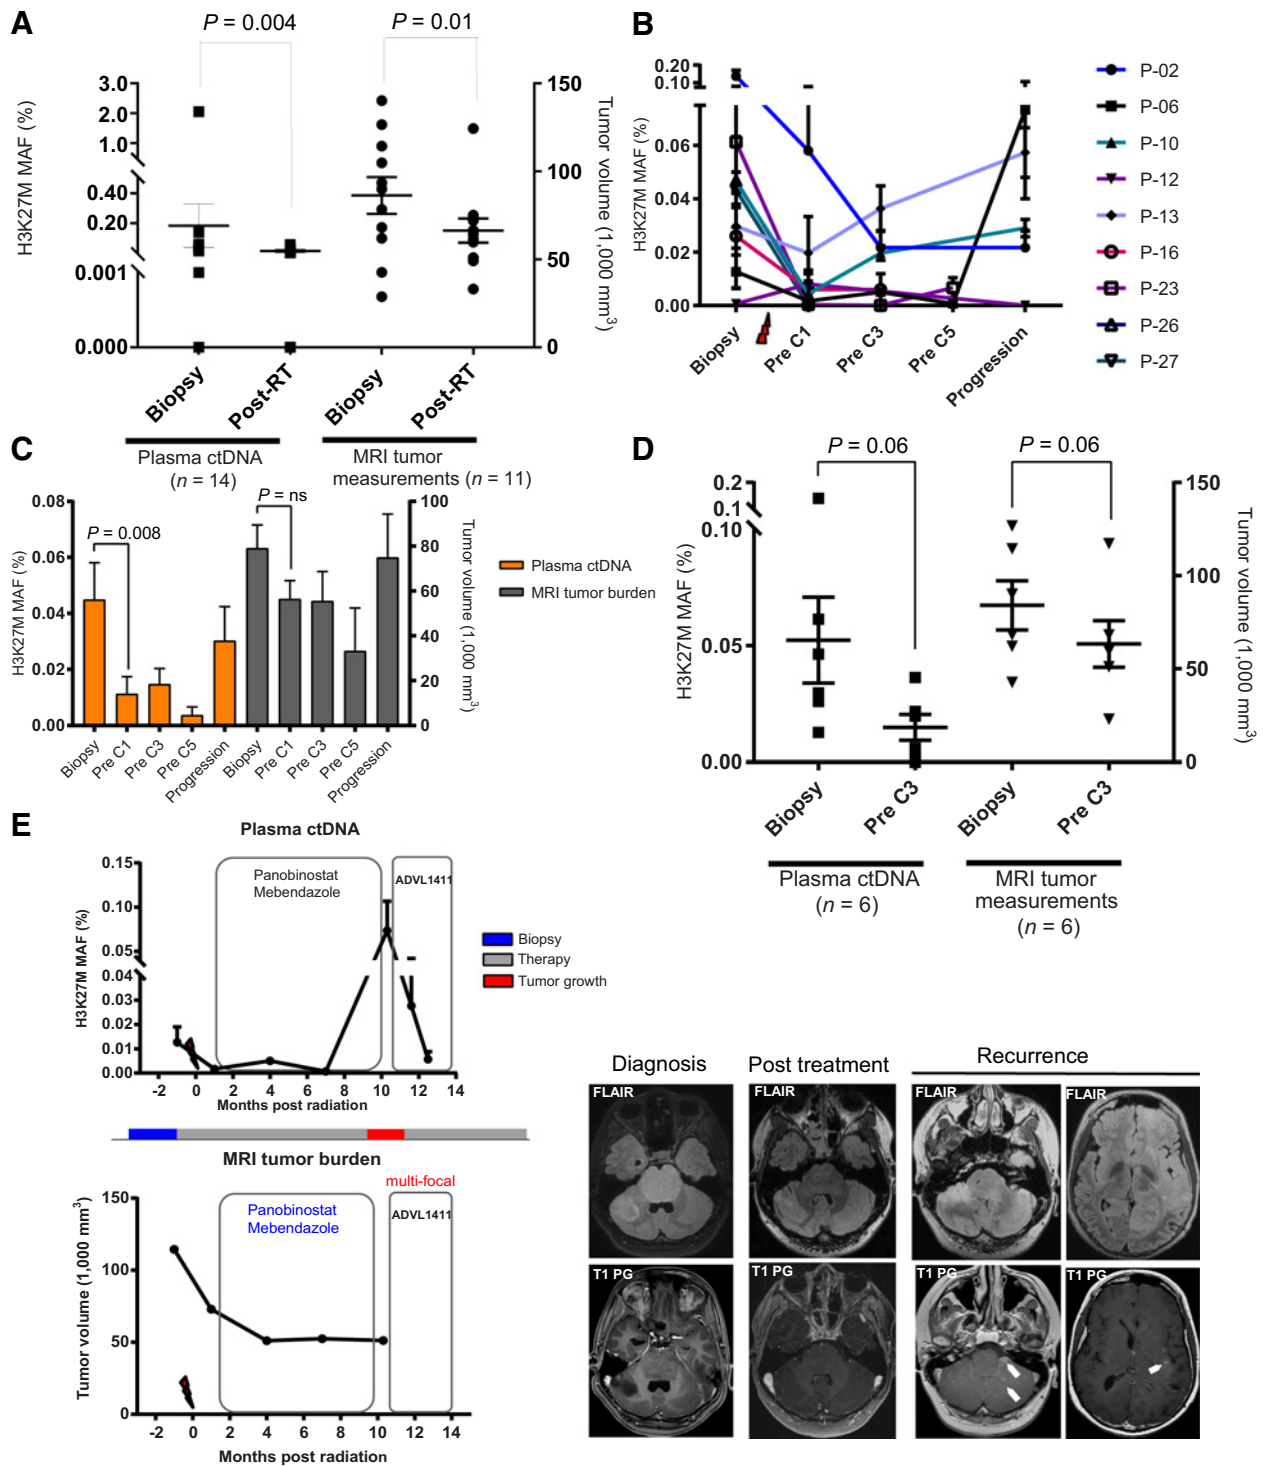 A
P = 0.004
P = 0.01
H3K27M MAF (%)
3.0
2.0
1.0
0.40
0.20
0.001
0.000
150
100
50
0
Tumor volume (1,000 mm3)
Biopsy
Post-RT
Biopsy
Post-RT
Plasma ctDNA
(n = 14)
MRI tumor
measurements (n = 11)
B
H3K27M MAF (%)
0.20
0.10
0.06
0.04
0.02
0.00
Biopsy
Pre C1
Pre C3
Pre C5
Progression
P-02
P-06
P-10
P-12
P-13
P-16
P-23
P-26
P-27
C
H3K27M MAF (%)
0.08
0.06
0.04
0.02
0.00
P = 0.008
P = ns
100
80
60
40
20
0
Tumor volume (1,000 mm3)
Biopsy
Pre C1
Pre C3
Pre C5
Progression
Biopsy
Pre C1
Pre C3
Pre C5
Progression
Plasma ctDNA
MRI tumor burden
D
P = 0.06
P = 0.06
H3K27M MAF (%)
0.2
0.1
0.10
0.05
0.00
150
100
50
0
Tumor volume (1,000 mm3)
Biopsy
Pre C3
Biopsy
Pre C3
Plasma ctDNA
(n = 6)
MRI tumor
measurements
(n = 6)
E
Plasma ctDNA
H3K27M MAF (%)
0.15
0.10
0.05
0.04
0.03
0.02
0.01
0.00
Panobinostat
Mebendazole
ADVL1411
-2 0 2 4 6 8 10 12 14
Months post radiation
Biopsy
Therapy
Tumor growth
MRI tumor burden
multi-focal
Tumor volume (1,000 mm3)
150
100
50
0
Panobinostat
Mebendazole
ADVL1411
-2 0 2 4 6 8 10 12 14
Months post radiation
Diagnosis
Post treatment
Recurrence
FLAIR
FLAIR
FLAIR
FLAIR
T1 PG
T1 PG
T1 PG
T1 PG